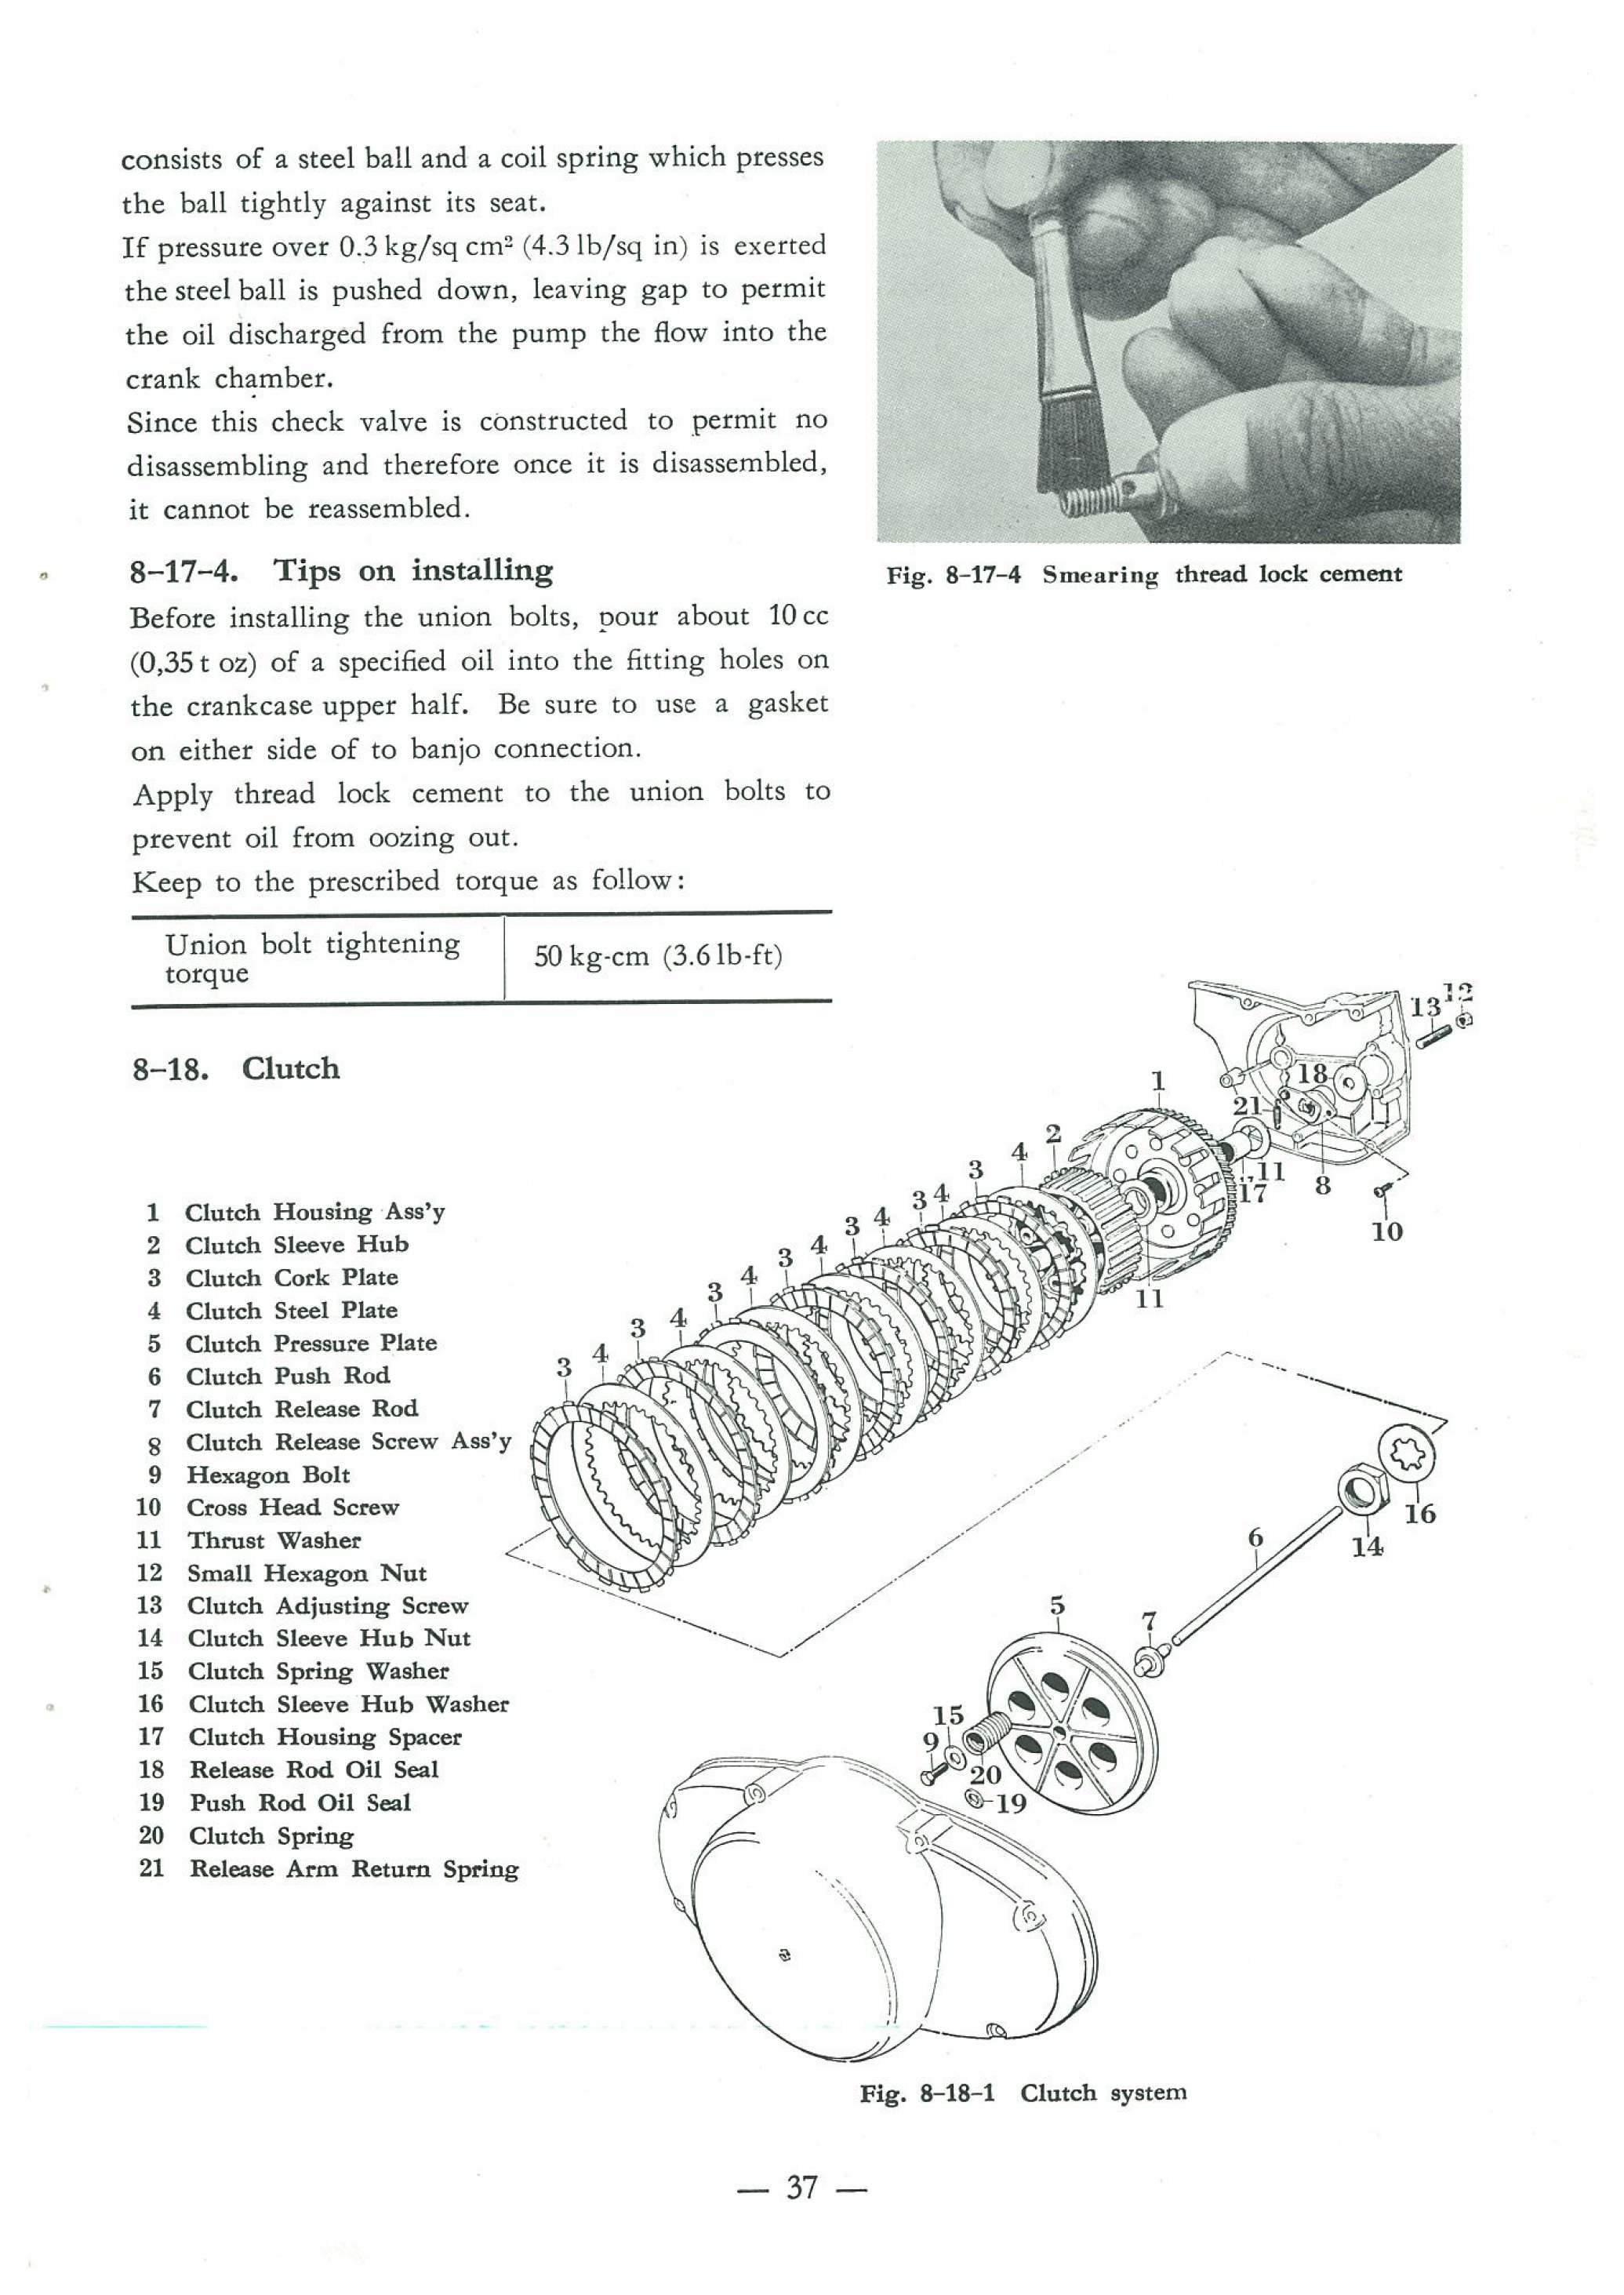 consists of a steel ball and a coil spring which presses
the ball tightly against its seat.
If pressure over 0.3 kg/sq cm² (4.3 lb/sq in) is exerted
the steel ball is pushed down, leaving gap to permit
the oil discharged from the pump the flow into the
crank chamber.
Since this check valve is constructed to permit no
disassembling and therefore once it is disassembled,
it cannot be reassembled.
8-17-4. Tips on installing
Before installing the union bolts, pour about 10 cc
(0,35 t oz) of a specified oil into the fitting holes on
the crankcase upper half. Be sure to use a gasket
on either side of to banjo connection.
Apply thread lock cement to the union bolts to
prevent oil from oozing out.
Keep to the prescribed torque as follow:
Union bolt tightening
torque
50 kg-cm (3.6 lb-ft)
Fig. 8-17-4 Smearing thread lock cement
8-18. Clutch
1 Clutch Housing Ass'y
2 Clutch Sleeve Hub
3 Clutch Cork Plate
4 Clutch Steel Plate
5 Clutch Pressure Plate
6 Clutch Push Rod
7 Clutch Release Rod
8 Clutch Release Screw Ass'y
9 Hexagon Bolt
10 Cross Head Screw
11 Thrust Washer
12 Small Hexagon Nut
13 Clutch Adjusting Screw
14 Clutch Sleeve Hub Nut
15 Clutch Spring Washer
16 Clutch Sleeve Hub Washer
17 Clutch Housing Spacer
18 Release Rod Oil Seal
19 Push Rod Oil Seal
20 Clutch Spring
21 Release Arm Return Spring
12
13
18
1
21
2
4
3
11
17
8
3 4
10
3 4
11
3 4
3 4
3 4
3 4
16
14
6
5
7
15
9
20
19
Fig. 8-18-1 Clutch system
— 37 —